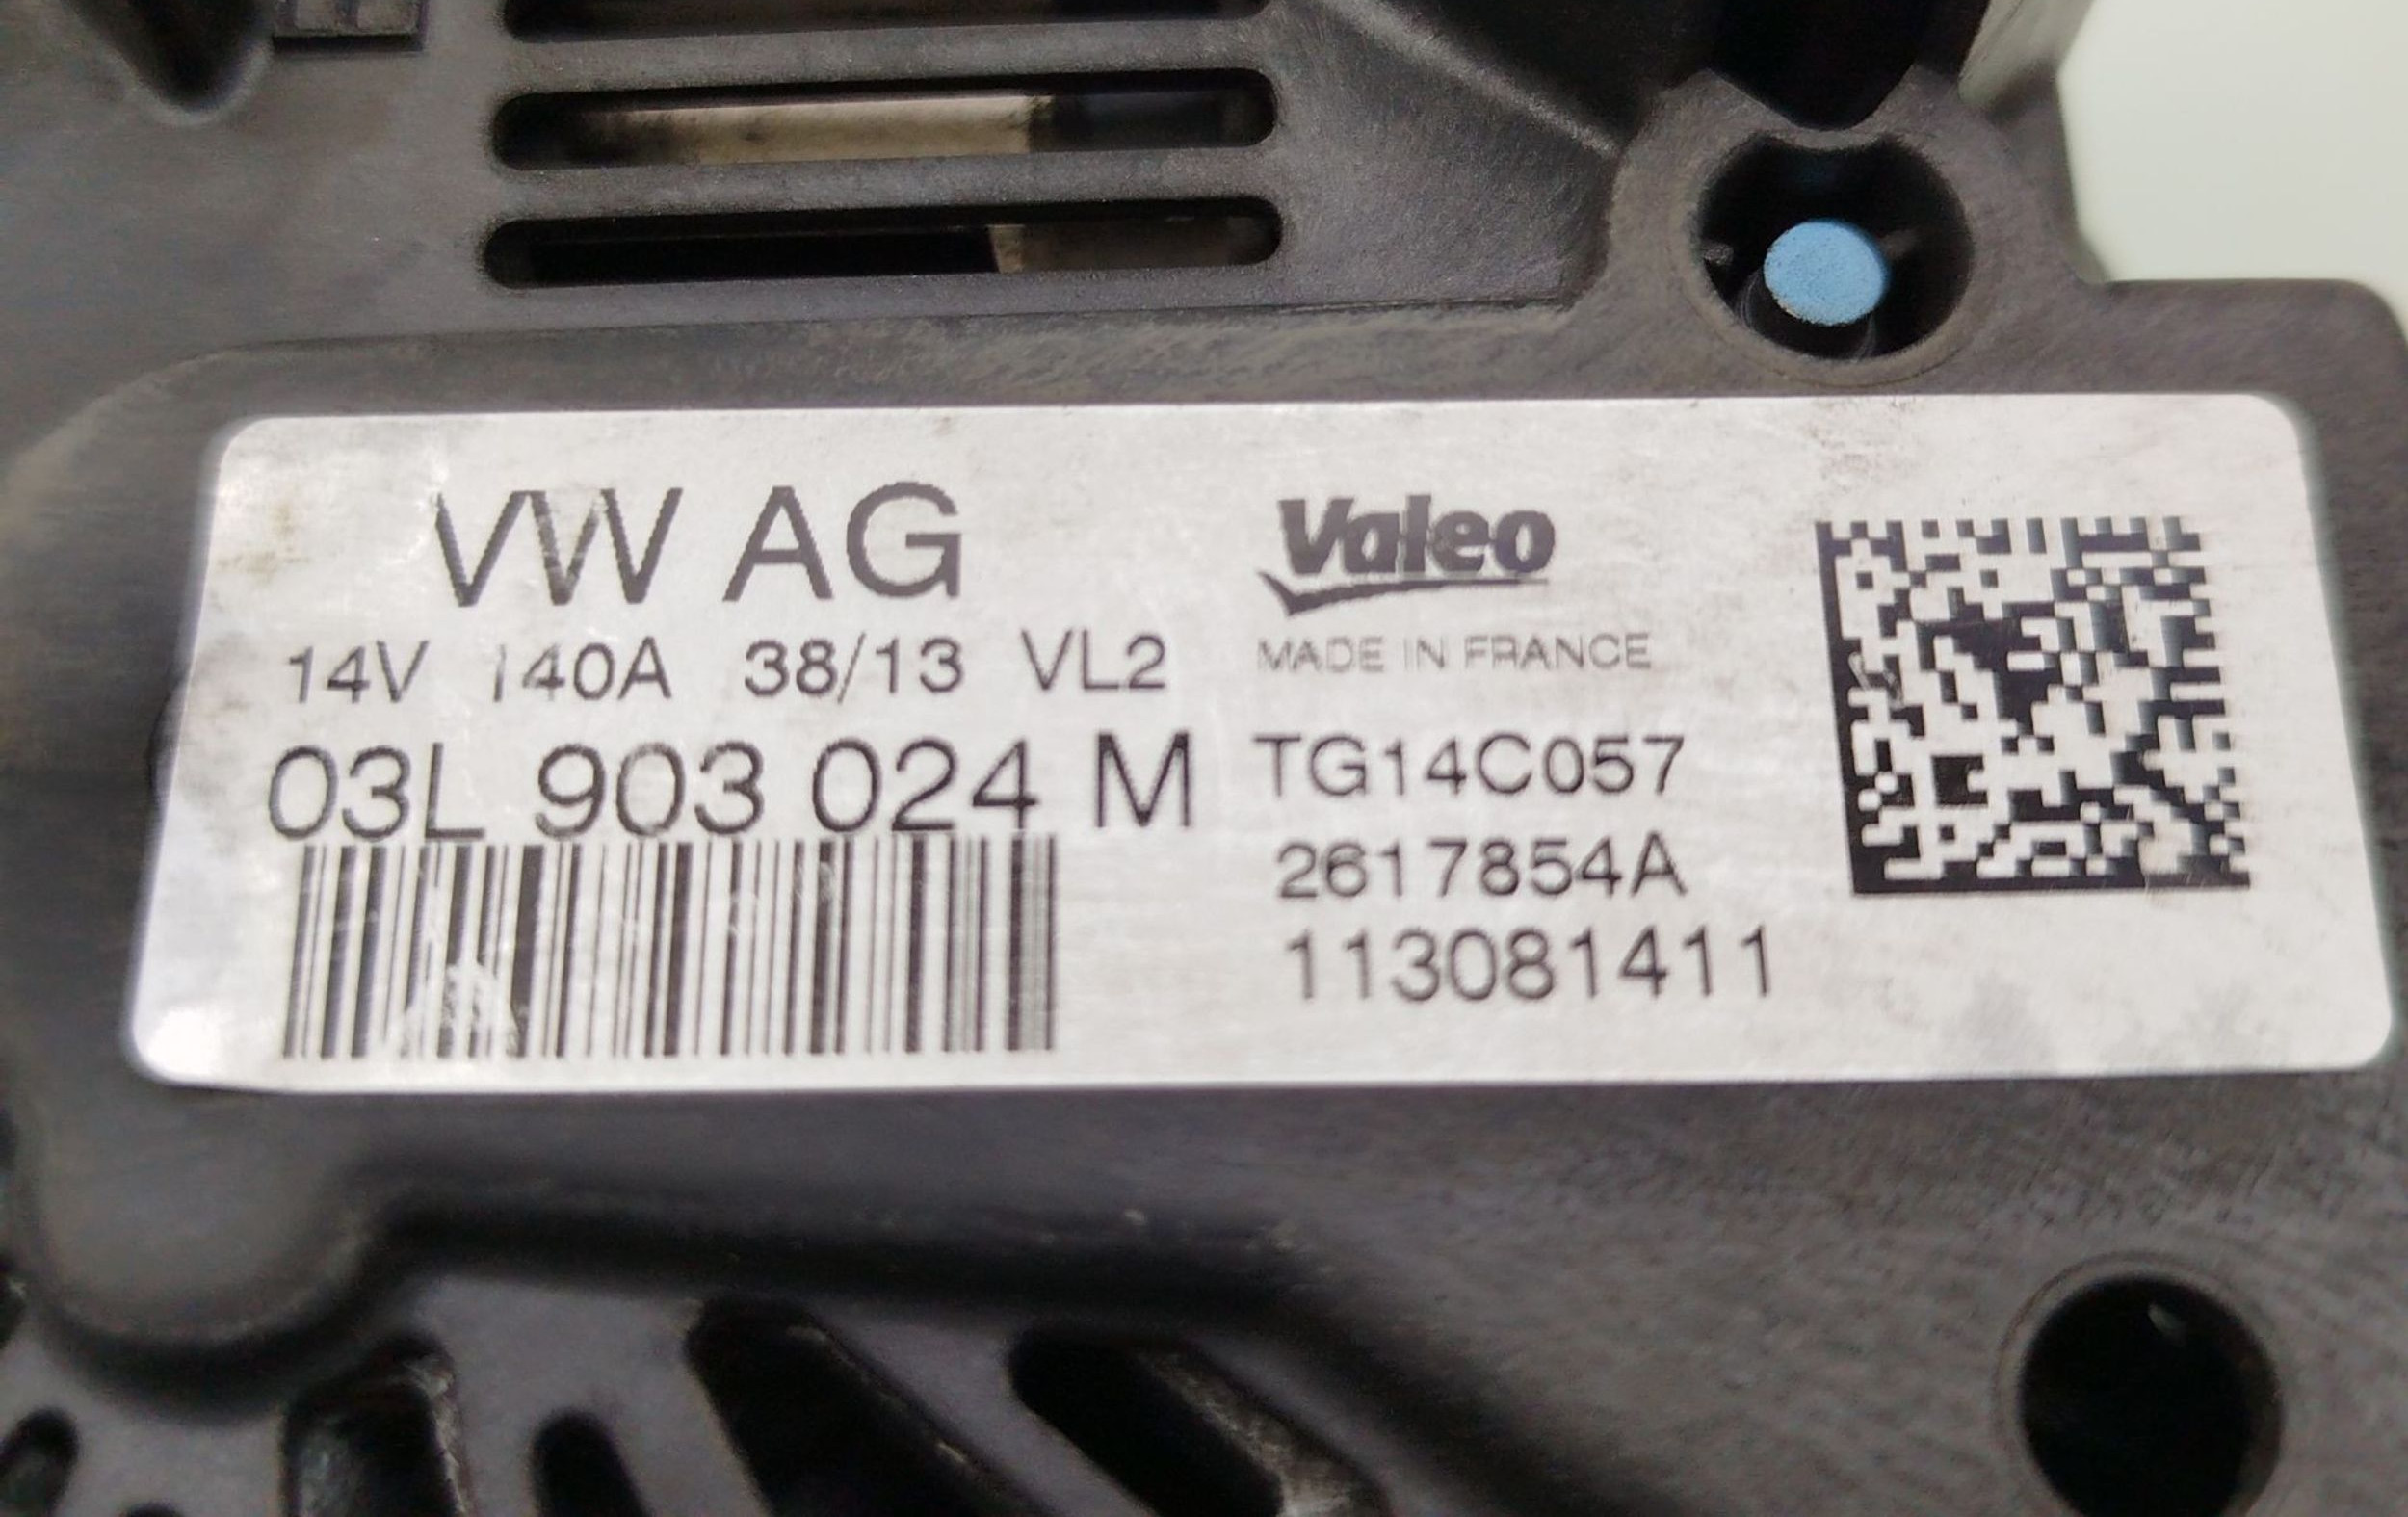 VW AG
14V 140A 38/13 VL2
03L 903 024 M
Valeo
MADE IN FRANCE
TG14C057
2617854A
113081411